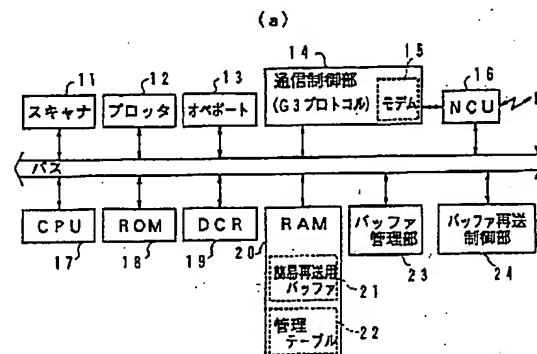 (a)
11
12
13
14
15
16
スキャナ
プロッタ
オペポート
通信制御部
(G3プロトコル)
モデム
NCU
バス
CPU
ROM
DCR
RAM
バッファ
管理部
バッファ再送
制御部
17
18
19
20
23
24
簡易再送用
バッファ
21
管理
テーブル
22